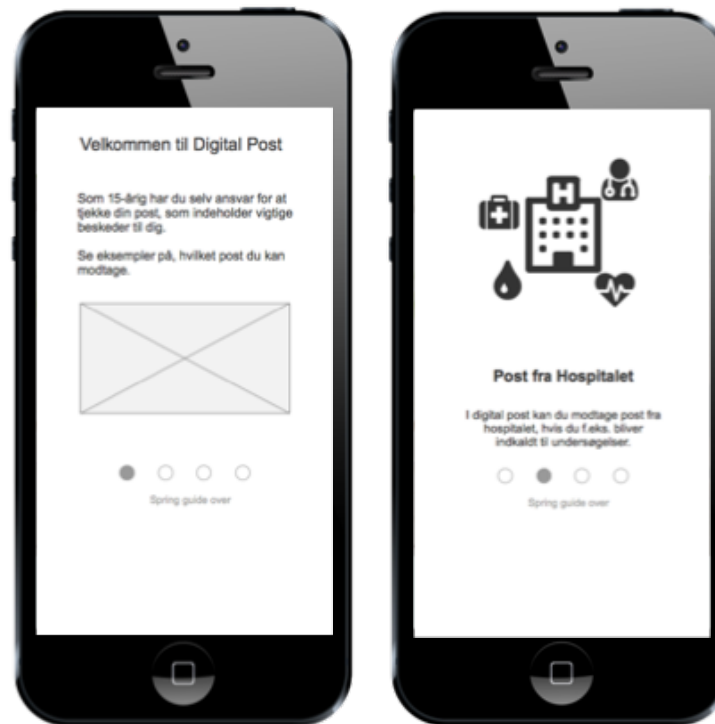 Velkommen til Digital Post
Som 15-årig har du selv ansvar for at
tjekke din post, som indeholder vigtige
beskeder til dig.
Se eksempler på, hvilket post du kan
modtage.
Spring guide over
H
Post fra Hospitalet
I digital post kan du modtage post fra
hospitalet, hvis du f.eks. bliver
indkaldt til undersøgelser.
Spring guide over